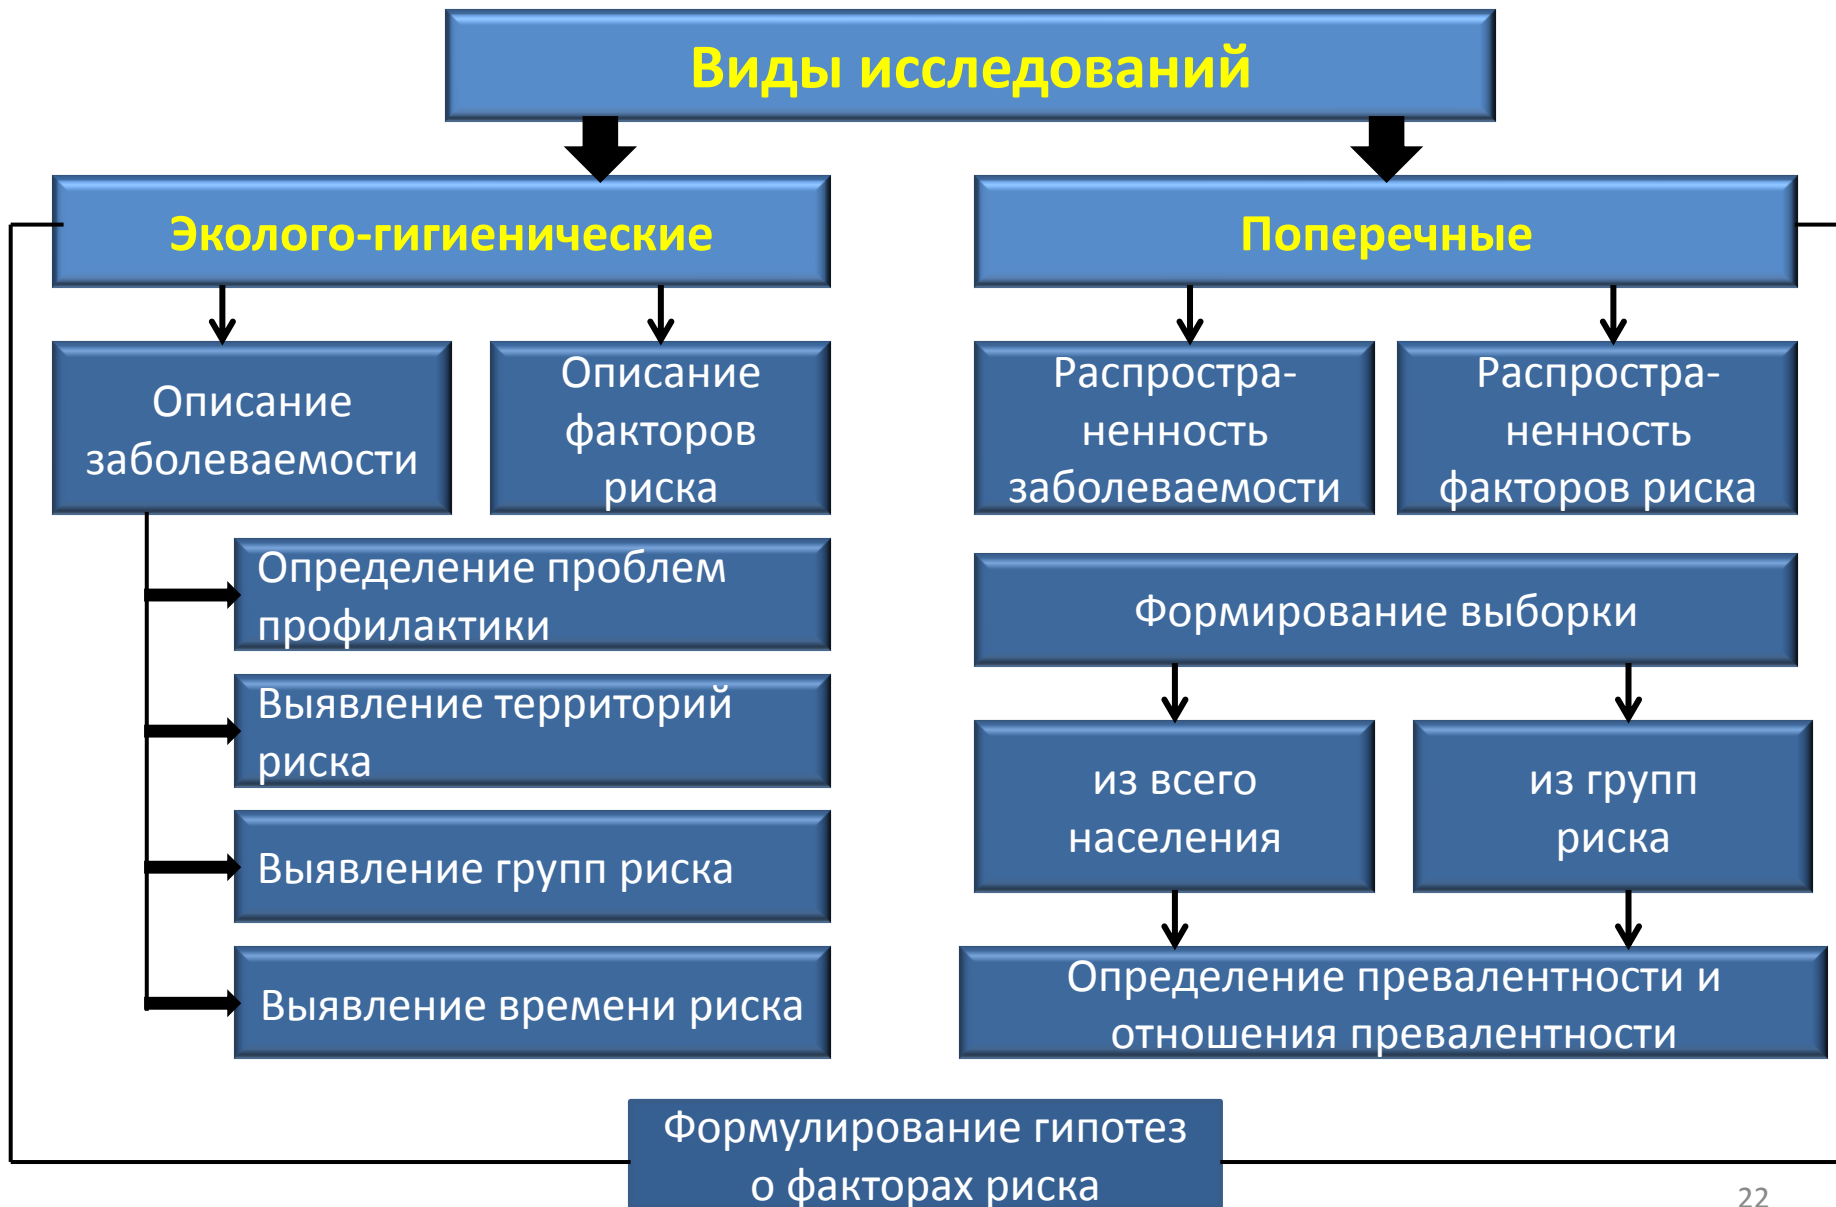 Виды исследований
Эколого-гигиенические
Описание
заболеваемости
Описание
факторов
риска
Определение проблем
профилактики
Выявление территорий
риска
Выявление групп риска
Выявление времени риска
Поперечные
Распростра-
ненность
заболеваемости
Распростра-
ненность
факторов риска
Формирование выборки
из всего
населения
из групп
риска
Определение превалентности и
отношения превалентности
Формулирование гипотез
о факторах риска
22